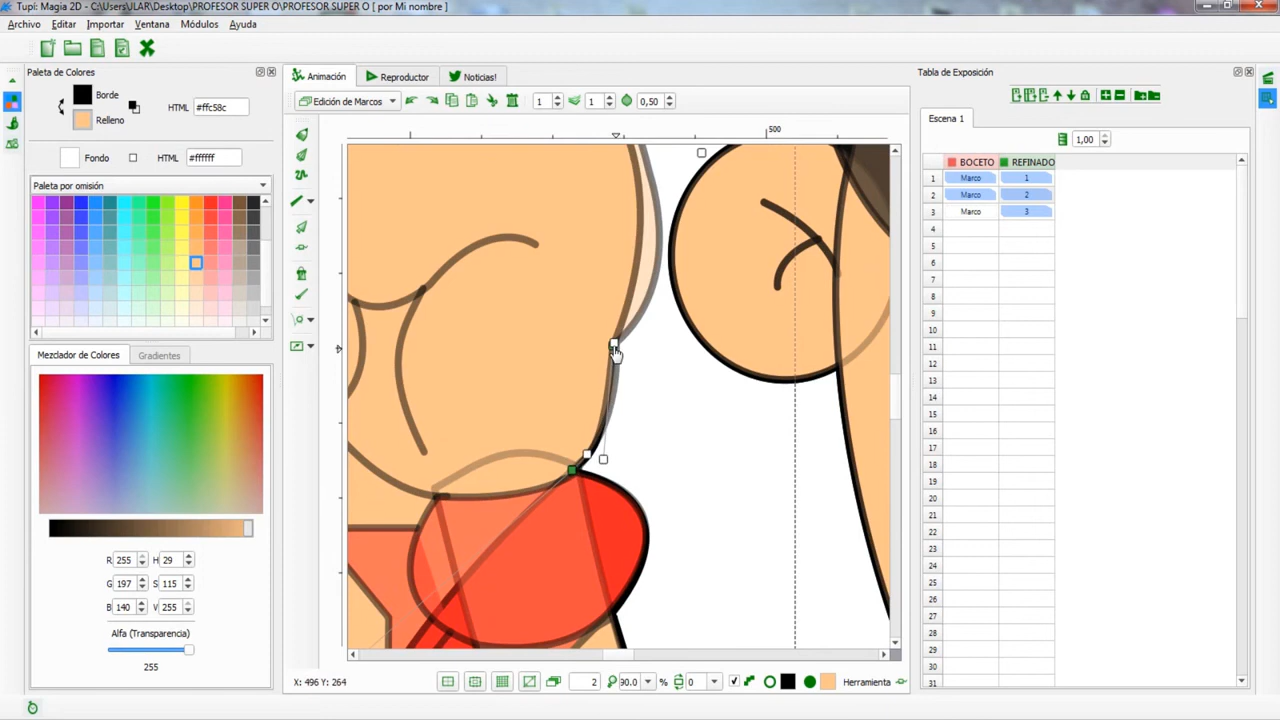 Tupí: Magia 2D - C:\Users\LAR\Desktop\PROFESOR SUPER O\PROFESOR SUPER O [ por Mi nombre ]
Archivo Editar Importar Ventana Módulos Ayuda
Paleta de Colores
Borde
Relleno
HTML #ffc58c
Fondo HTML #ffffff
Paleta por omisión
Mezclador de Colores Gradientes
R 255 H 29
G 197 S 115
B 140 V 255
Alfa (Transparencia)
255
Animación Reproductor Noticias!
Edición de Marcos 1 1 0,50
500
X: 496 Y: 264 2 90.0 % 0 Herramienta
Tabla de Exposición
Escena 1
1,00
BOCETO REFINADO
1 Marco 1
2 Marco 2
3 Marco 3
4
5
6
7
8
9
10
11
12
13
14
15
16
17
18
19
20
21
22
23
24
25
26
27
28
29
30
31